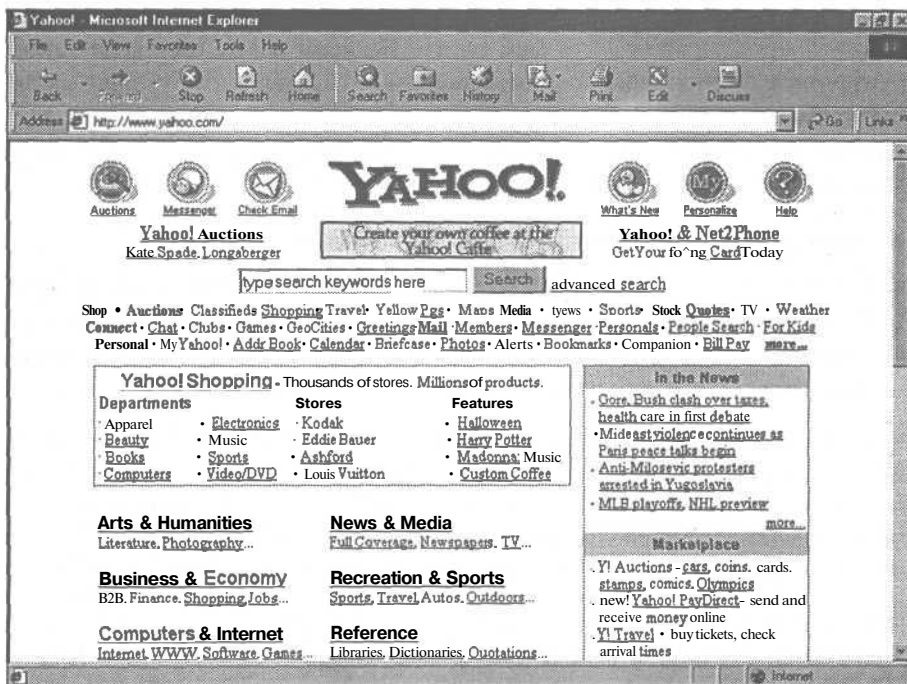 Yahoo! - Microsoft Internet Explorer
File Edit View Favorites Tools Help
Back Forward Stop Refresh Home Search Favorites History Mail Print Edit Discuss
Address http://www.yahoo.com/ Go Links »
Auctions Messenger Check Email YAHOO! What's New Personalize Help
Yahoo! Auctions
Kate Spade, Longaberger
Create your own coffee at the
Yahoo! Caffe
Yahoo! & Net2Phone
Get Your fo^ng Card Today
type search keywords here Search advanced search
Shop • Auctions · Classifieds · Shopping · Travel · Yellow Pgs · Maps Media • tyews • Sports · Stock Quotes · TV · Weather
Connect · Chat · Clubs · Games · GeoCities · Greetings · Mail · Members · Messenger · Personals · People Search · For Kids
Personal · My Yahoo! · Addr Book · Calendar · Briefcase · Photos · Alerts · Bookmarks · Companion · Bill Pay more...
Yahoo! Shopping - Thousands of stores. Millions of products.
Departments Stores Features
· Apparel • Electronics · Kodak • Halloween
· Beauty • Music · Eddie Bauer • Harry Potter
· Books • Sports • Ashford • Madonna: Music
· Computers • Video/DVD • Louis Vuitton • Custom Coffee
Arts & Humanities
Literature, Photography...
News & Media
Full Coverage, Newspapers, TV...
Business & Economy
B2B, Finance, Shopping, Jobs...
Recreation & Sports
Sports, Travel, Autos, Outdoors...
Computers & Internet
Internet, WWW, Software, Games...
Reference
Libraries, Dictionaries, Quotations...
In the News
· Gore, Bush clash over taxes,
health care in first debate
• Mideast violence continues as
Paris peace talks begin
· Anti-Milosevic protesters
arrested in Yugoslavia
· MLB playoffs, NHL preview
more...
Marketplace
. Y! Auctions - cars, coins. cards.
stamps, comics, Olympics
. new! Yahoo! PayDirect - send and
receive money online
. Y! Travel • buy tickets, check
arrival times
Internet